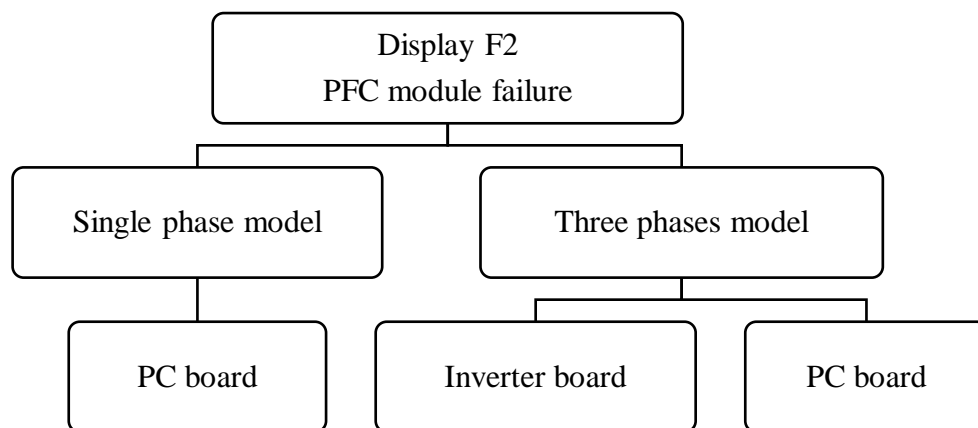 Display F2
PFC module failure
Single phase model
Three phases model
PC board
Inverter board
PC board